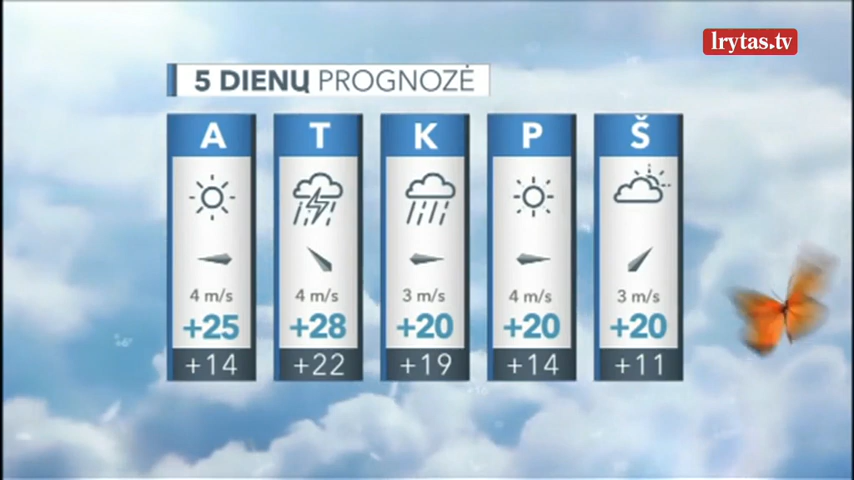 lrytas.tv
5 DIENŲ PROGNOZĖ
A T K P Š
4 m/s 4 m/s 3 m/s 4 m/s 3 m/s
+25 +28 +20 +20 +20
+14 +22 +19 +14 +11